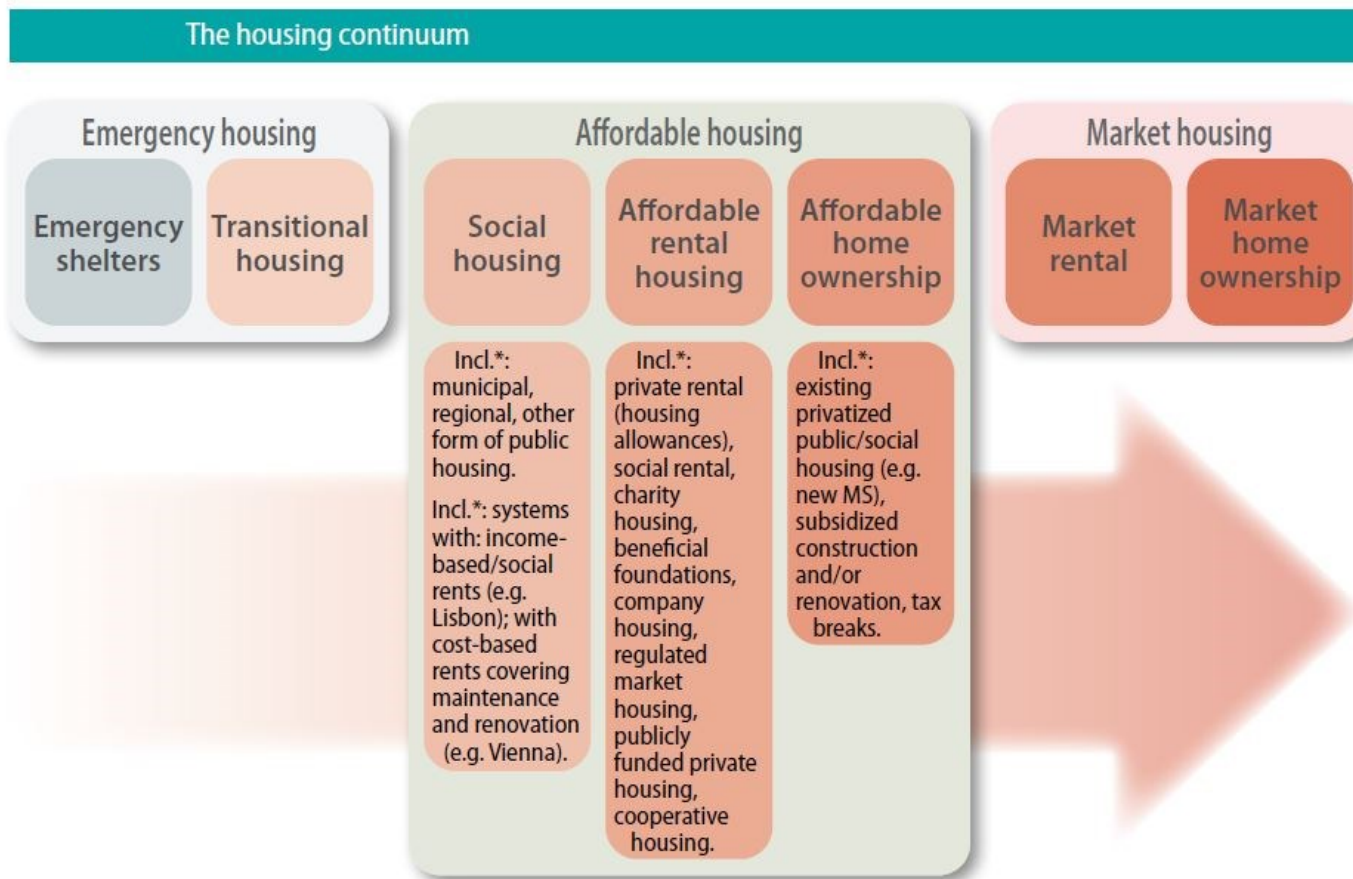 The housing continuum
Emergency housing
Emergency
shelters
Transitional
housing
Affordable housing
Social
housing
Affordable
rental
housing
Affordable
home
ownership
Market housing
Market
rental
Market
home
ownership
Incl.*:
municipal,
regional, other
form of public
housing.
Incl.*: systems
with: income-
based/social
rents (e.g.
Lisbon); with
cost-based
rents covering
maintenance
and renovation
(e.g. Vienna).
Incl.*:
private rental
(housing
allowances),
social rental,
charity
housing,
beneficial
foundations,
company
housing,
regulated
market
housing,
publicly
funded private
housing,
cooperative
housing.
Incl.*:
existing
privatized
public/social
housing (e.g.
new MS),
subsidized
construction
and/or
renovation, tax
breaks.